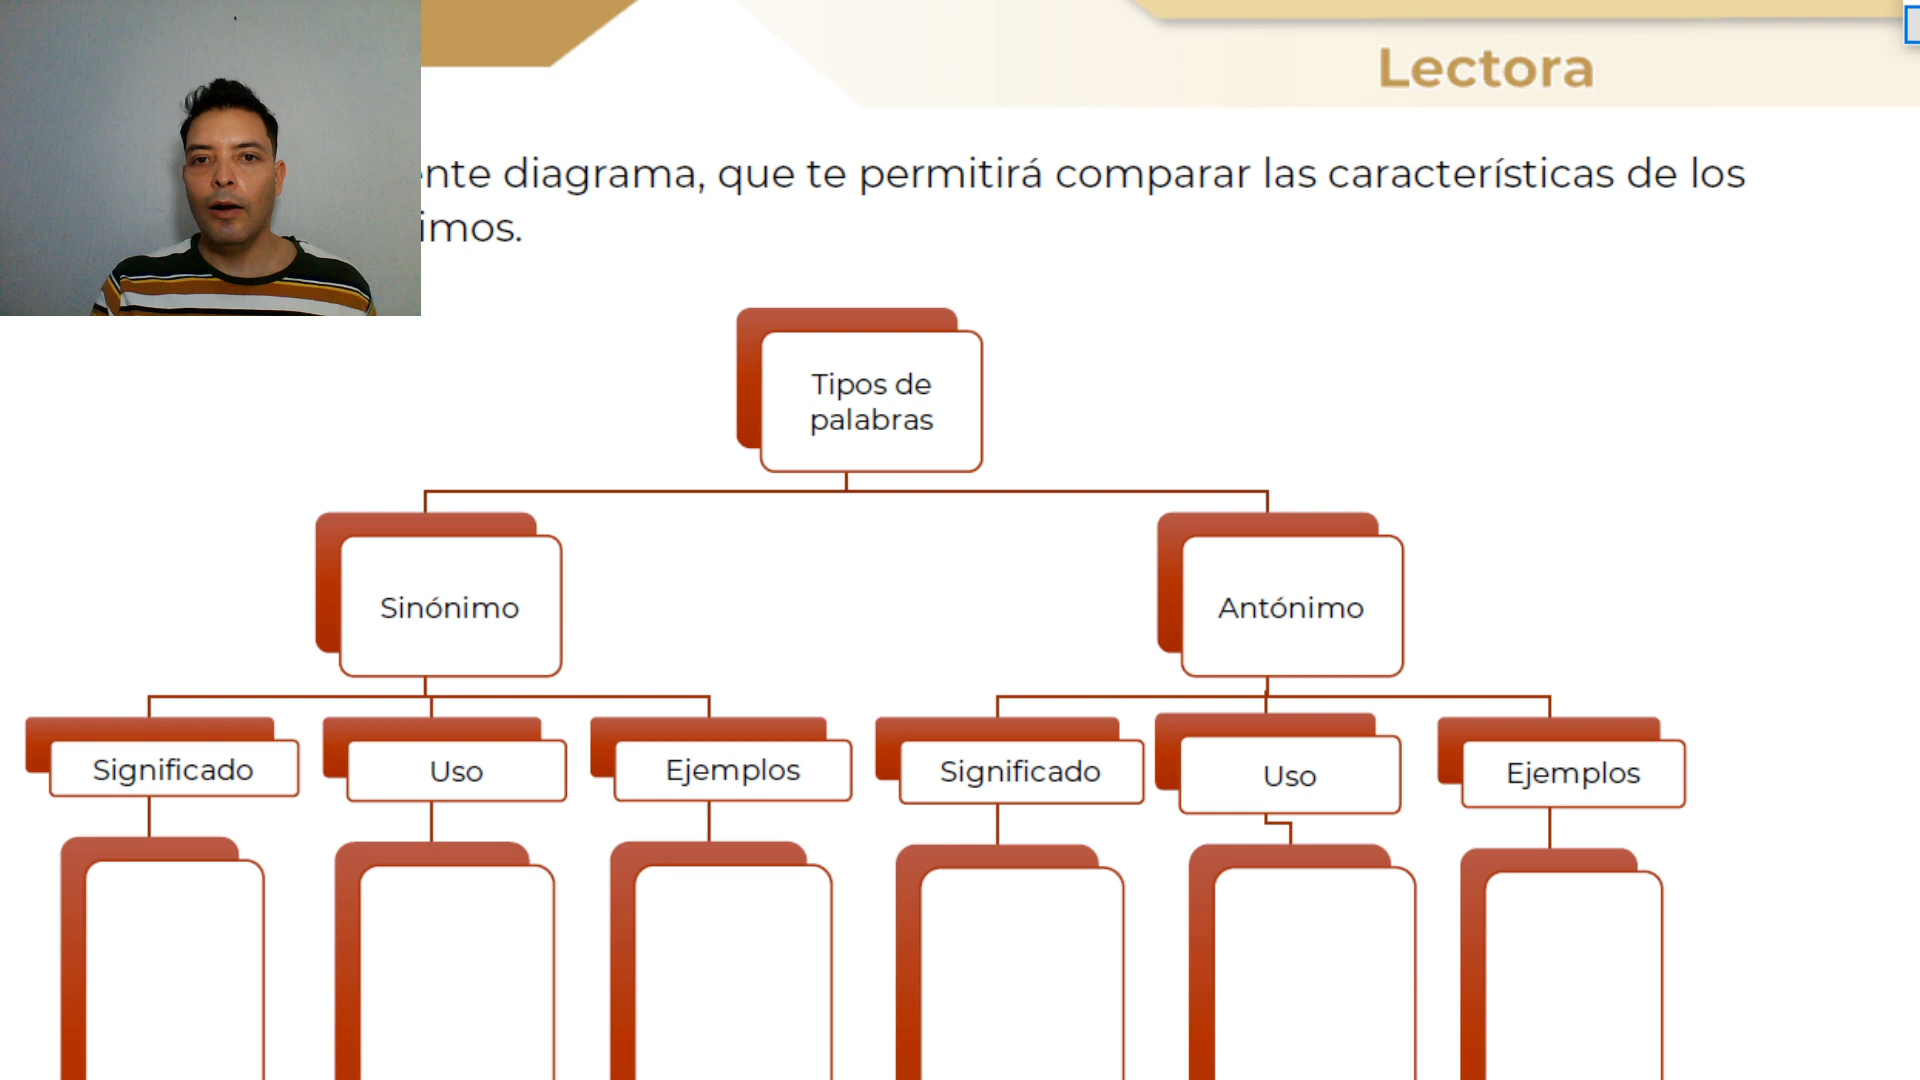 Lectora
ente diagrama, que te permitirá comparar las características de los
imos.
Tipos de
palabras
Sinónimo
Antónimo
Significado
Uso
Ejemplos
Significado
Uso
Ejemplos